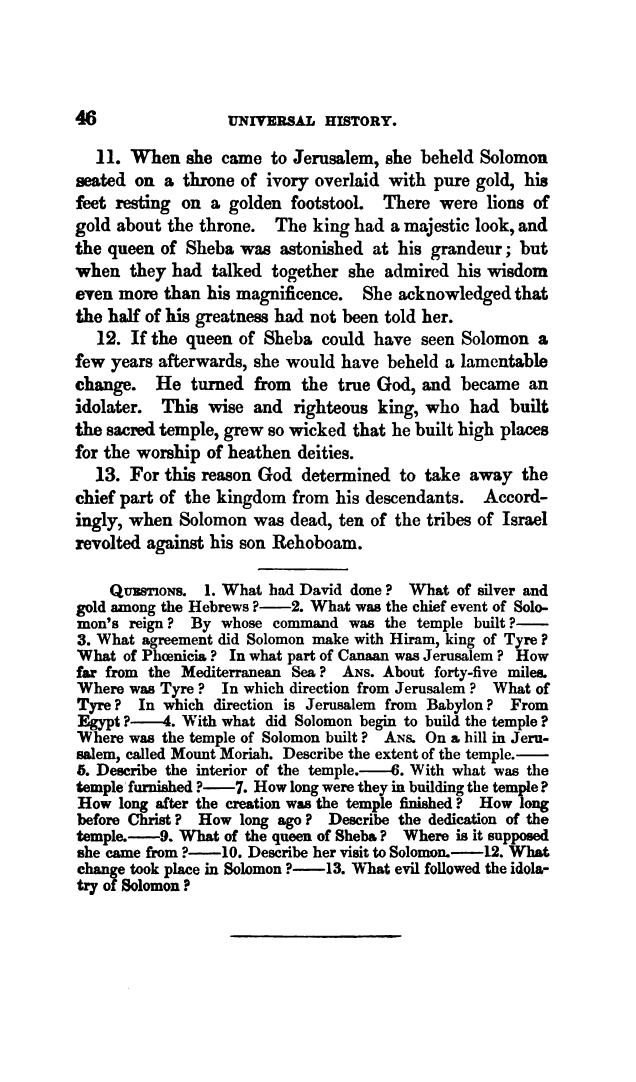 46 UNIVERSAL HISTORY.
11. When she came to Jerusalem, she beheld Solomon
seated on a throne of ivory overlaid with pure gold, his
feet resting on a golden footstool. There were lions of
gold about the throne. The king had a majestic look, and
the queen of Sheba was astonished at his grandeur; but
when they had talked together she admired his wisdom
even more than his magnificence. She acknowledged that
the half of his greatness had not been told her.
12. If the queen of Sheba could have seen Solomon a
few years afterwards, she would have beheld a lamentable
change. He turned from the true God, and became an
idolater. This wise and righteous king, who had built
the sacred temple, grew so wicked that he built high places
for the worship of heathen deities.
13. For this reason God determined to take away the
chief part of the kingdom from his descendants. Accord-
ingly, when Solomon was dead, ten of the tribes of Israel
revolted against his son Rehoboam.
QUESTIONS. 1. What had David done? What of silver and
gold among the Hebrews?——2. What was the chief event of Solo-
mon's reign? By whose command was the temple built?——
3. What agreement did Solomon make with Hiram, king of Tyre?
What of Phœnicia? In what part of Canaan was Jerusalem? How
far from the Mediterranean Sea? ANS. About forty-five miles.
Where was Tyre? In which direction from Jerusalem? What of
Tyre? In which direction is Jerusalem from Babylon? From
Egypt?——4. With what did Solomon begin to build the temple?
Where was the temple of Solomon built? ANS. On a hill in Jeru-
salem, called Mount Moriah. Describe the extent of the temple.——
5. Describe the interior of the temple.——6. With what was the
temple furnished?——7. How long were they in building the temple?
How long after the creation was the temple finished? How long
before Christ? How long ago? Describe the dedication of the
temple.——9. What of the queen of Sheba? Where is it supposed
she came from?——10. Describe her visit to Solomon.——12. What
change took place in Solomon?——13. What evil followed the idola-
try of Solomon?